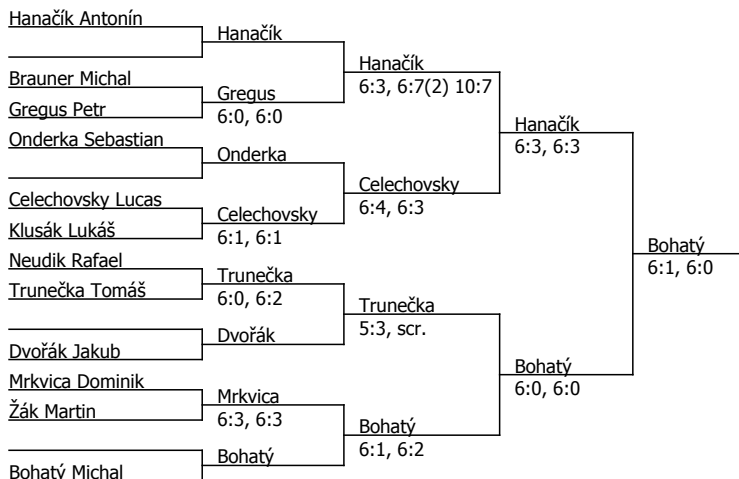 Hanačík Antonín
Brauner Michal
Gregus Petr
Onderka Sebastian
Celechovsky Lucas
Klusák Lukáš
Neudik Rafael
Trunečka Tomáš
Dvořák Jakub
Mrkvica Dominik
Žák Martin
Bohatý Michal
Hanačík
Gregus
6:0, 6:0
Onderka
Celechovsky
6:1, 6:1
Trunečka
6:0, 6:2
Dvořák
Mrkvica
6:3, 6:3
Bohatý
Hanačík
6:3, 6:7(2) 10:7
Celechovsky
6:4, 6:3
Trunečka
5:3, scr.
Bohatý
6:1, 6:2
Hanačík
6:3, 6:3
Bohatý
6:0, 6:0
Bohatý
6:1, 6:0